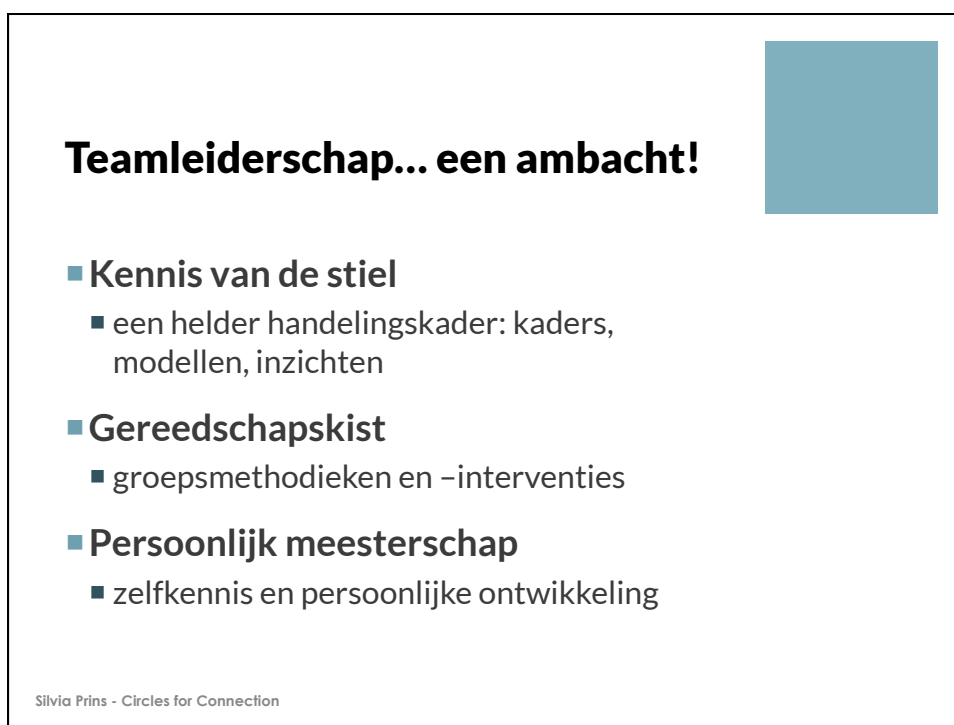 Teamleiderschap... een ambacht!
Kennis van de stiel
een helder handelingskader: kaders,
modellen, inzichten
Gereedschapskist
groepsmethodieken en –interventies
Persoonlijk meesterschap
zelfkennis en persoonlijke ontwikkeling
Silvia Prins - Circles for Connection